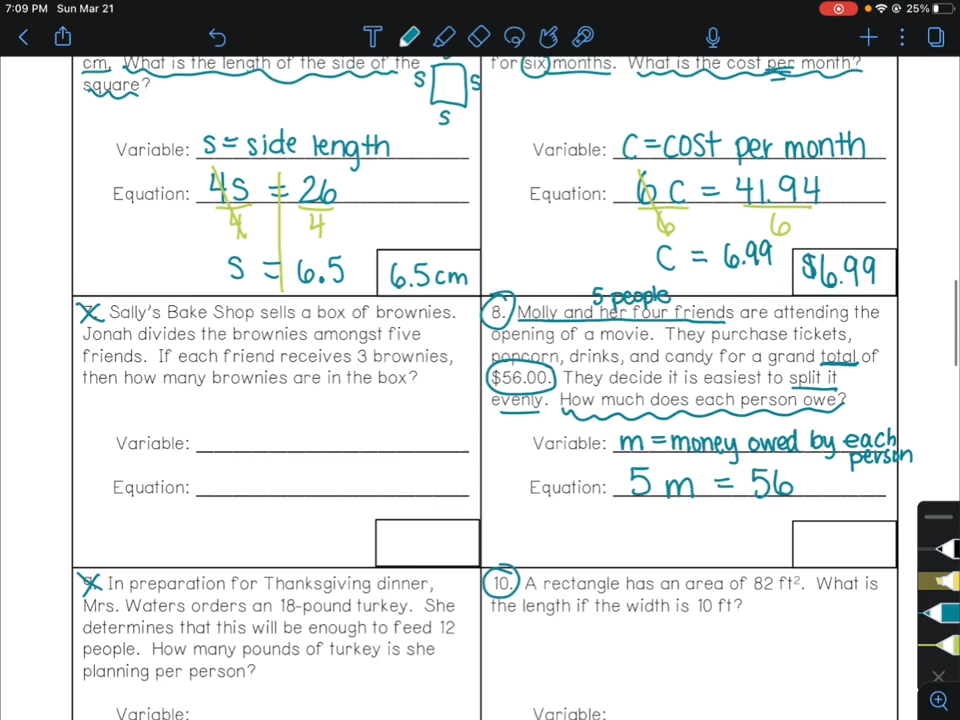 7:09 PM Sun Mar 21
25%
cm. What is the length of the side of the
square?
s
s
s
Variable: s = side length
Equation: 4s = 26
4 4
s = 6.5
6.5 cm
for six months. What is the cost per month?
Variable: c = cost per month
Equation: 6c = 41.94
6 6
c = 6.99
$6.99
7. Sally's Bake Shop sells a box of brownies.
Jonah divides the brownies amongst five
friends. If each friend receives 3 brownies,
then how many brownies are in the box?
Variable:
Equation:
5 people
8. Molly and her four friends are attending the
opening of a movie. They purchase tickets,
popcorn, drinks, and candy for a grand total of
$56.00. They decide it is easiest to split it
evenly. How much does each person owe?
Variable: m = money owed by each
person
Equation: 5m = 56
9. In preparation for Thanksgiving dinner,
Mrs. Waters orders an 18-pound turkey. She
determines that this will be enough to feed 12
people. How many pounds of turkey is she
planning per person?
Variable:
10. A rectangle has an area of 82 ft². What is
the length if the width is 10 ft?
Variable: